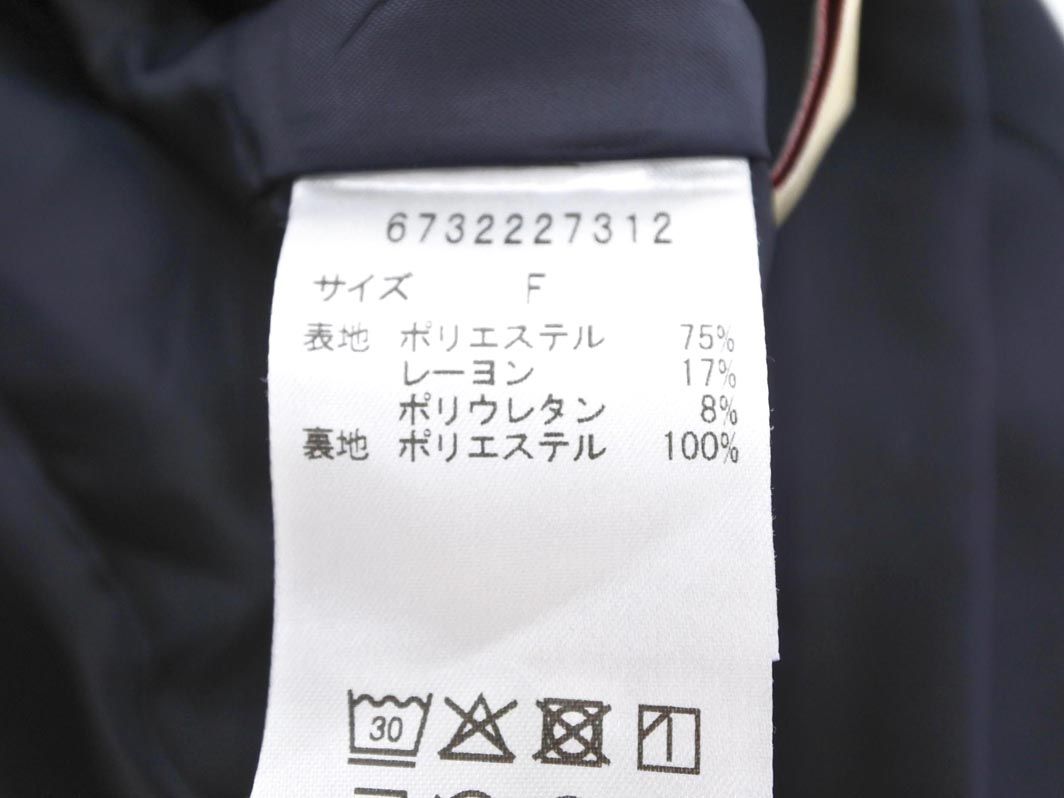 6732227312
サイズ F
表地 ポリエステル 75%
レーヨン 17%
ポリウレタン 8%
裏地 ポリエステル 100%
30